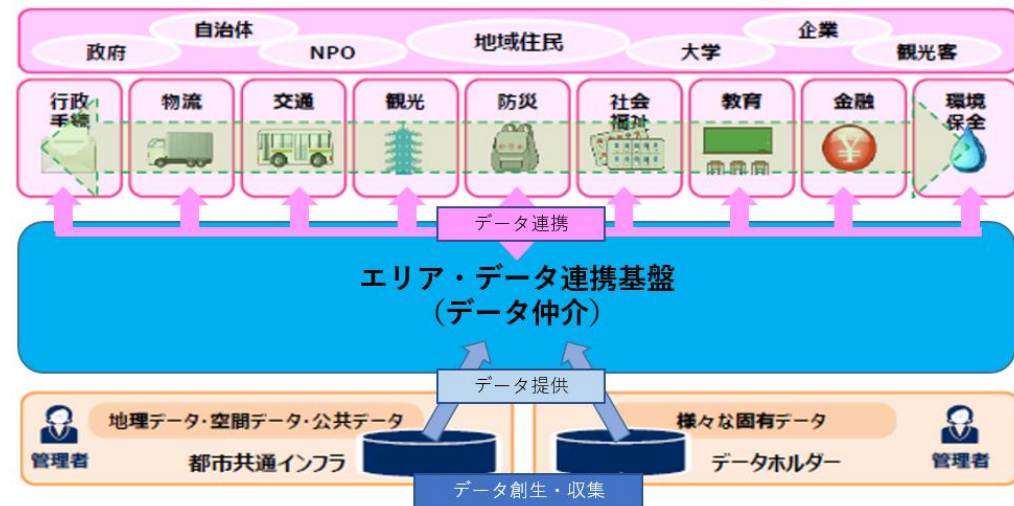 自治体
企業
政府
NPO
地域住民
大学
観光客
行政
手続
物流
交通
観光
防災
社会
福祉
教育
金融
環境
保全
¥
データ連携
エリア・データ連携基盤
（データ仲介）
データ提供
地理データ・空間データ・公共データ
管理者
都市共通インフラ
様々な固有データ
データホルダー
管理者
データ創生・収集